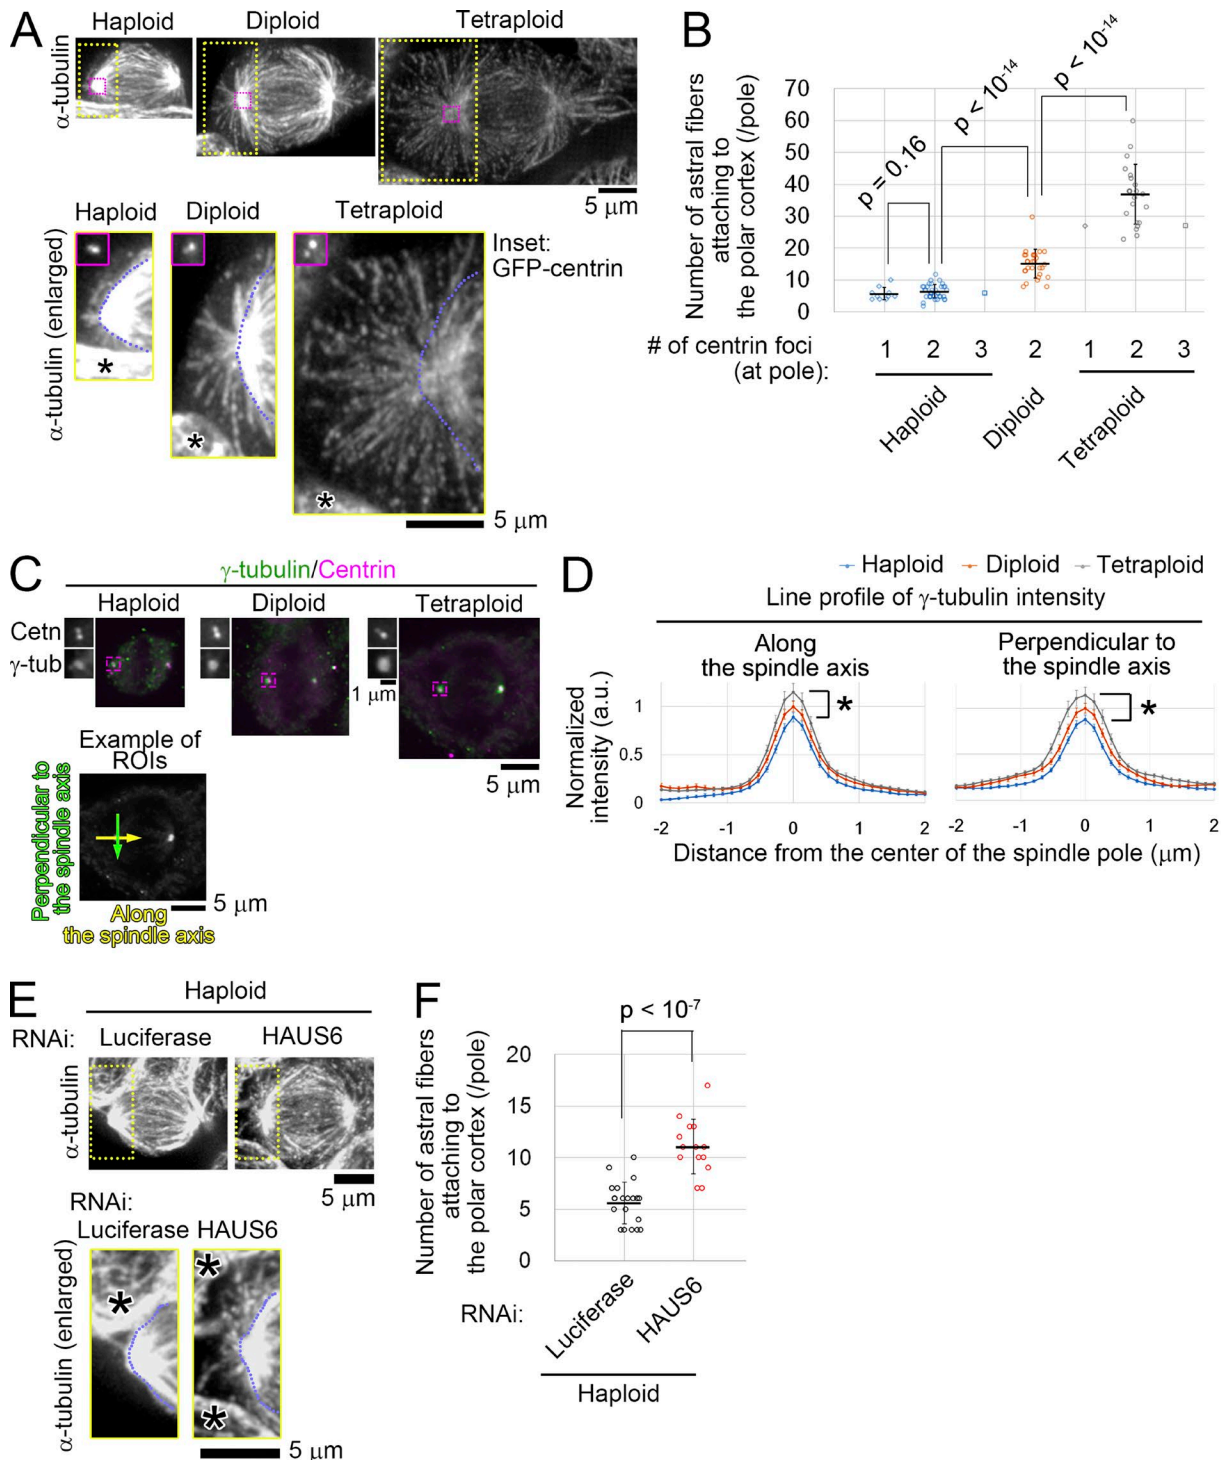 A
Haploid
Diploid
Tetraploid
α-tubulin
5 μm
Haploid
Diploid
Tetraploid
α-tubulin (enlarged)
Inset:
GFP-centrin
*
*
*
5 μm
B
Number of astral fibers
attaching to
the polar cortex (/pole)
p = 0.16
p < 10-14
p < 10-14
70
60
50
40
30
20
10
0
# of centrin foci
(at pole):
1
2
3
2
1
2
3
Haploid
Diploid
Tetraploid
C
γ-tubulin/Centrin
Haploid
Diploid
Tetraploid
Cetn
γ-tub
1 μm
5 μm
Example of
ROIs
Perpendicular to
the spindle axis
5 μm
Along
the spindle axis
D
Haploid
Diploid
Tetraploid
Line profile of γ-tubulin intensity
Along
the spindle axis
Perpendicular to
the spindle axis
Normalized
intensity (a.u.)
1
0.5
0
*
*
-2
-1
0
1
2
-2
-1
0
1
2
Distance from the center of the spindle pole (μm)
E
Haploid
RNAi:
Luciferase
HAUS6
α-tubulin
5 μm
RNAi:
Luciferase
HAUS6
α-tubulin (enlarged)
*
*
*
5 μm
F
p < 10-7
Number of astral fibers
attaching to
the polar cortex (/pole)
20
15
10
5
0
RNAi:
Luciferase
HAUS6
Haploid